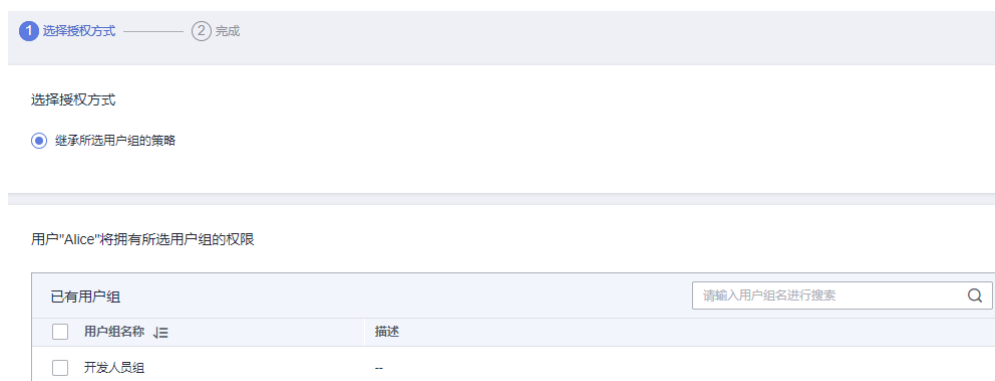 1 选择授权方式 2 完成
选择授权方式
继承所选用户组的策略
用户"Alice"将拥有所选用户组的权限
已有用户组 请输入用户组名进行搜索
用户组名称 描述
开发人员组 --